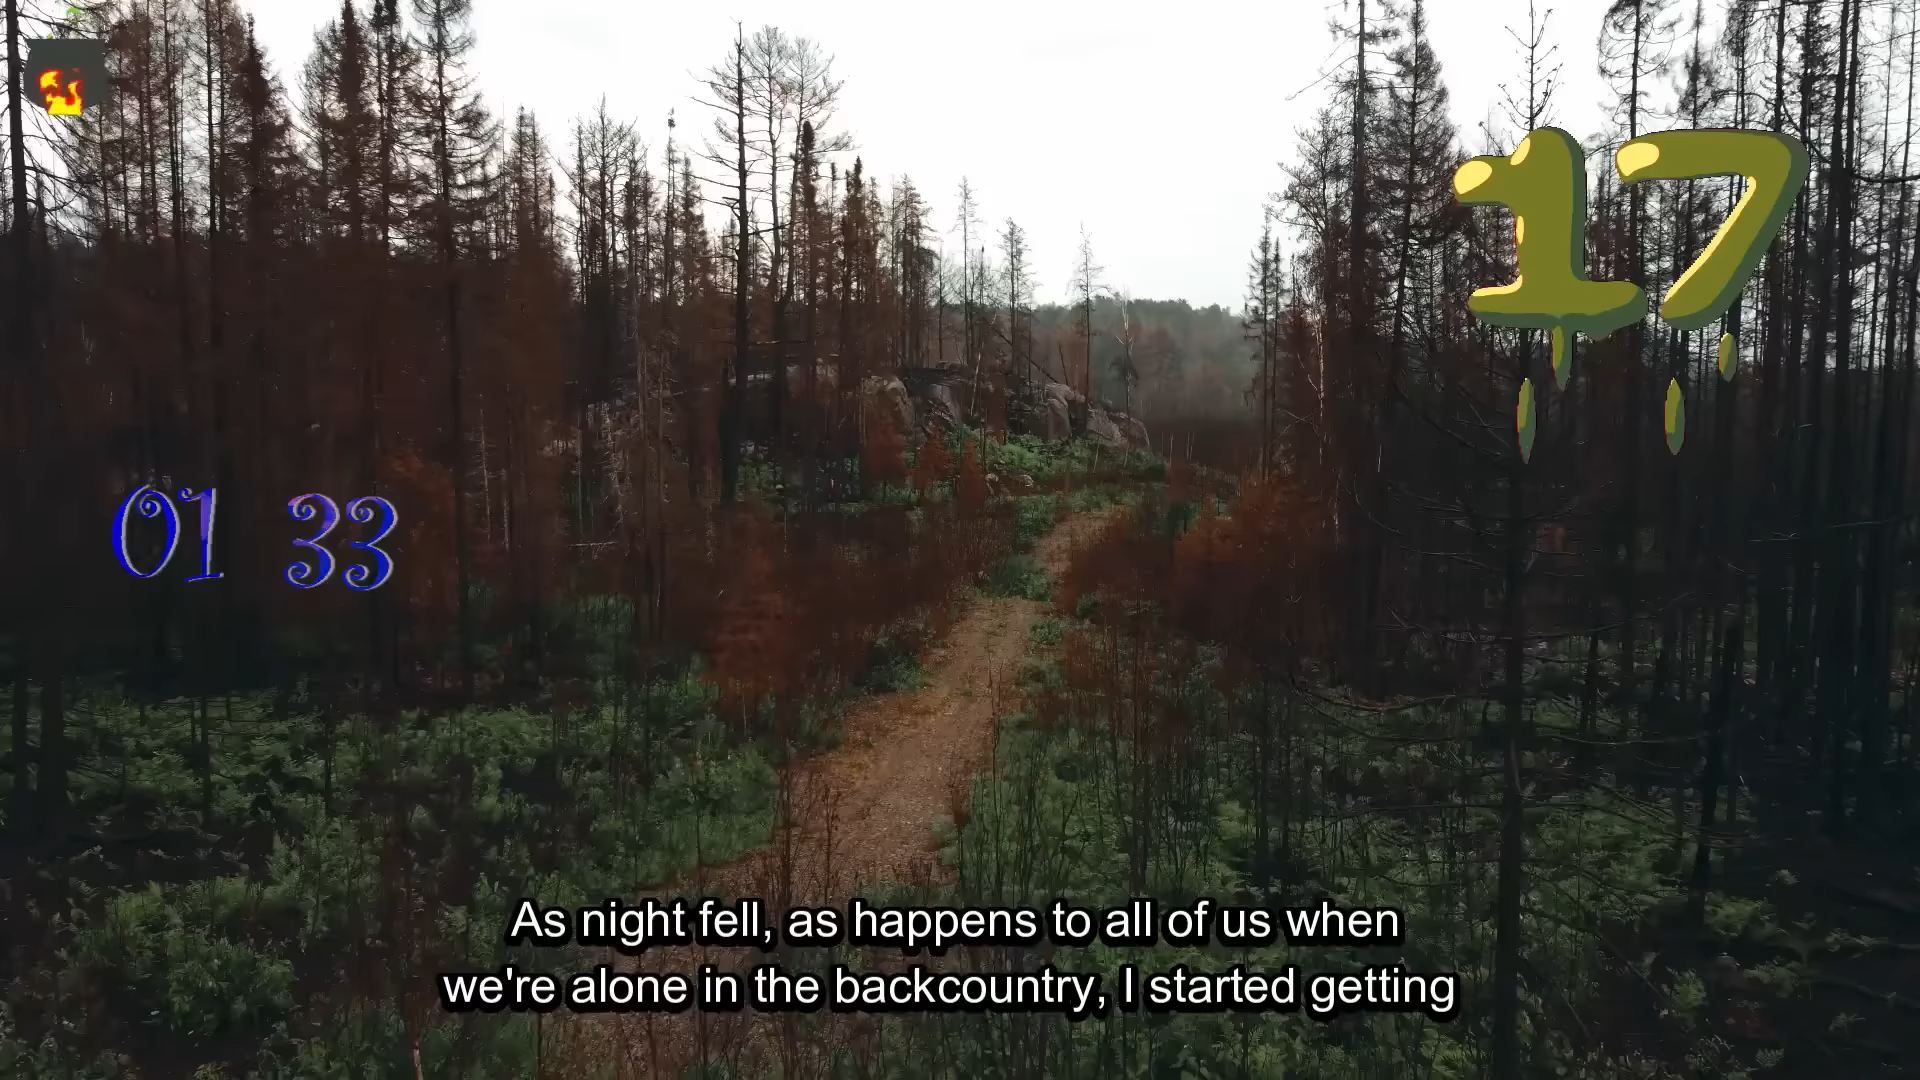 17
01 33
As night fell, as happens to all of us when
we're alone in the backcountry, I started getting